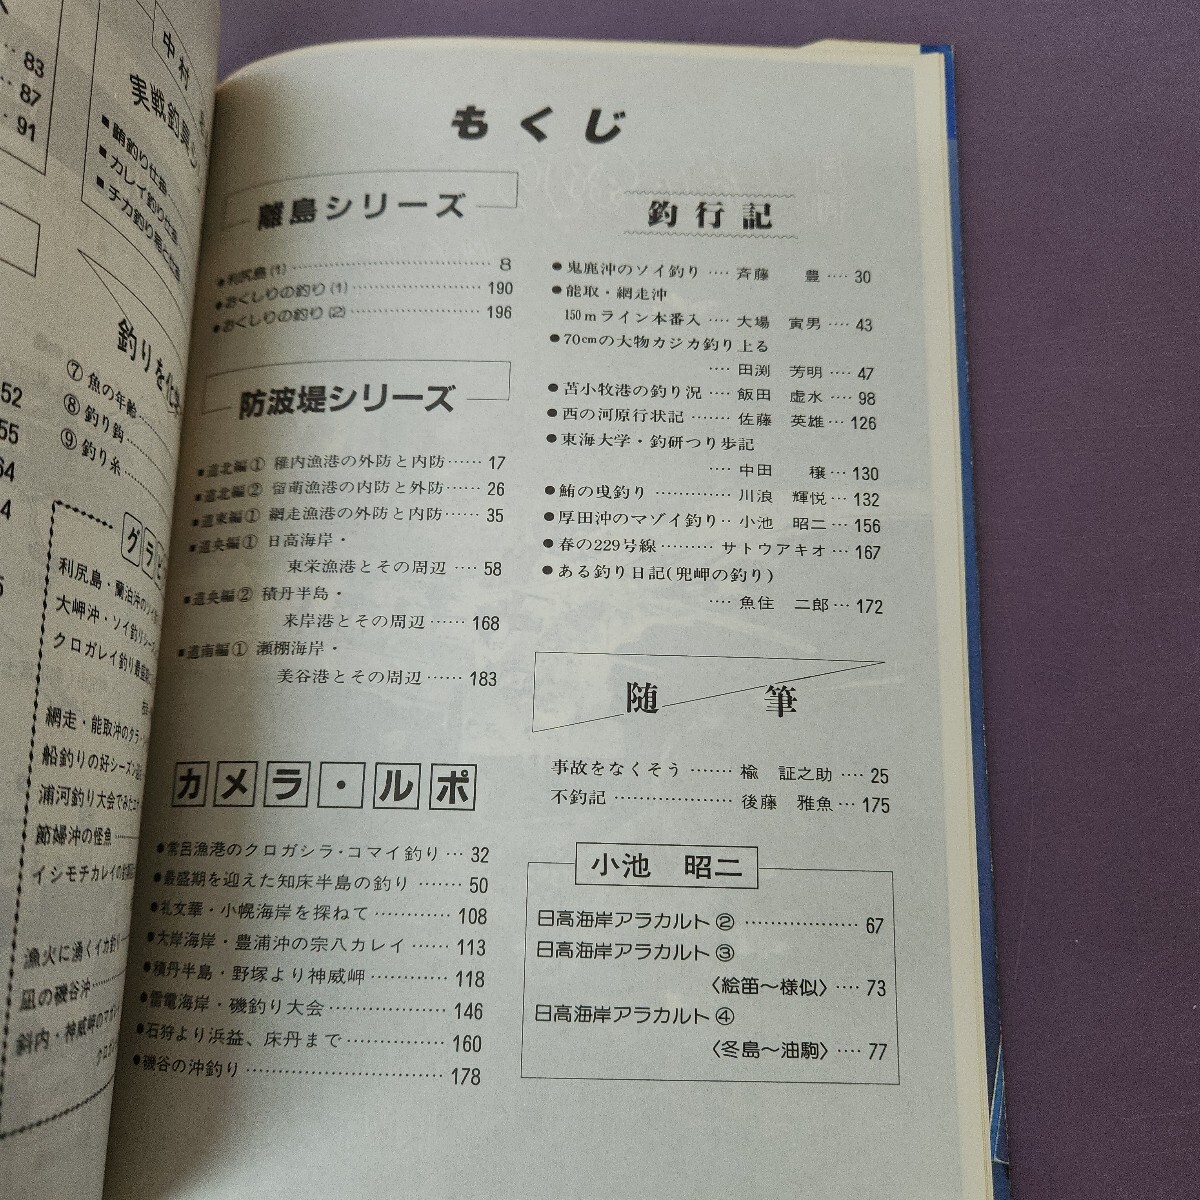 83
87
91
中村
実戦釣具
カレイ釣り仕
釣りを
⑦ 魚の年齢
⑧ 釣り鈎
⑨ 釣り糸
52
55
64
4
5
グラビ
利尻島・蘭泊沖のソイ
大岬沖・ソイ釣りシー
クロガレイ釣り最盛
網走・能取沖のタラ・
船釣りの好シーズン
浦河釣り大会でみた
節婦沖の怪魚
イシモチカレイの
漁火に湧くイカ釣り
凪の磯谷沖
斜内・神威岬のマガ
もくじ
離島シリーズ
●利尻島(1) 8
●おくしりの釣り(1) 190
●おくしりの釣り(2) 196
防波堤シリーズ
■道北編① 稚内漁港の外防と内防…… 17
■道北編② 留萌漁港の内防と外防…… 26
■道東編① 網走漁港の外防と内防…… 35
■道央編① 日高海岸・
東栄漁港とその周辺 …. 58
■道央編② 積丹半島・
来岸港とその周辺 …… 168
■道南編① 瀬棚海岸・
美谷港とその周辺 …… 183
カメラ・ルポ
●常呂漁港のクロガシラ・コマイ釣り … 32
●最盛期を迎えた知床半島の釣り ……. 50
●礼文華・小幌海岸を探ねて ………… 108
●大岸海岸・豊浦沖の宗八カレイ …… 113
●積丹半島・野塚より神威岬 ………… 118
●雷電海岸・磯釣り大会 ……………… 146
●石狩より浜益、床丹まで …………… 160
●磯谷の沖釣り ………………………… 178
釣行記
●鬼鹿沖のソイ釣り …. 斉藤 豊 …. 30
●能取・網走沖
150mライン本番入 …. 大場 寅男 …. 43
●70cmの大物カジカ釣り上る
…. 田渕 芳明 …. 47
●苫小牧港の釣り況 …. 飯田 虚水 …. 98
●西の河原行状記 ……. 佐藤 英雄 … 126
●東海大学・釣研つり歩記
…. 中田 穣 … 130
●鮪の曳釣り ………… 川浪 輝悦 … 132
●厚田沖のマゾイ釣り.. 小池 昭二 … 156
●春の229号線……… サトウアキオ … 167
●ある釣り日記(兜岬の釣り)
…. 魚住 二郎 … 172
随筆
事故をなくそう ……. 楡 証之助 …. 25
不釣記 ……………… 後藤 雅魚 … 175
小池 昭二
日高海岸アラカルト② ……………… 67
日高海岸アラカルト③
〈絵笛〜様似〉 …. 73
日高海岸アラカルト④
〈冬島〜油駒〉 …. 77